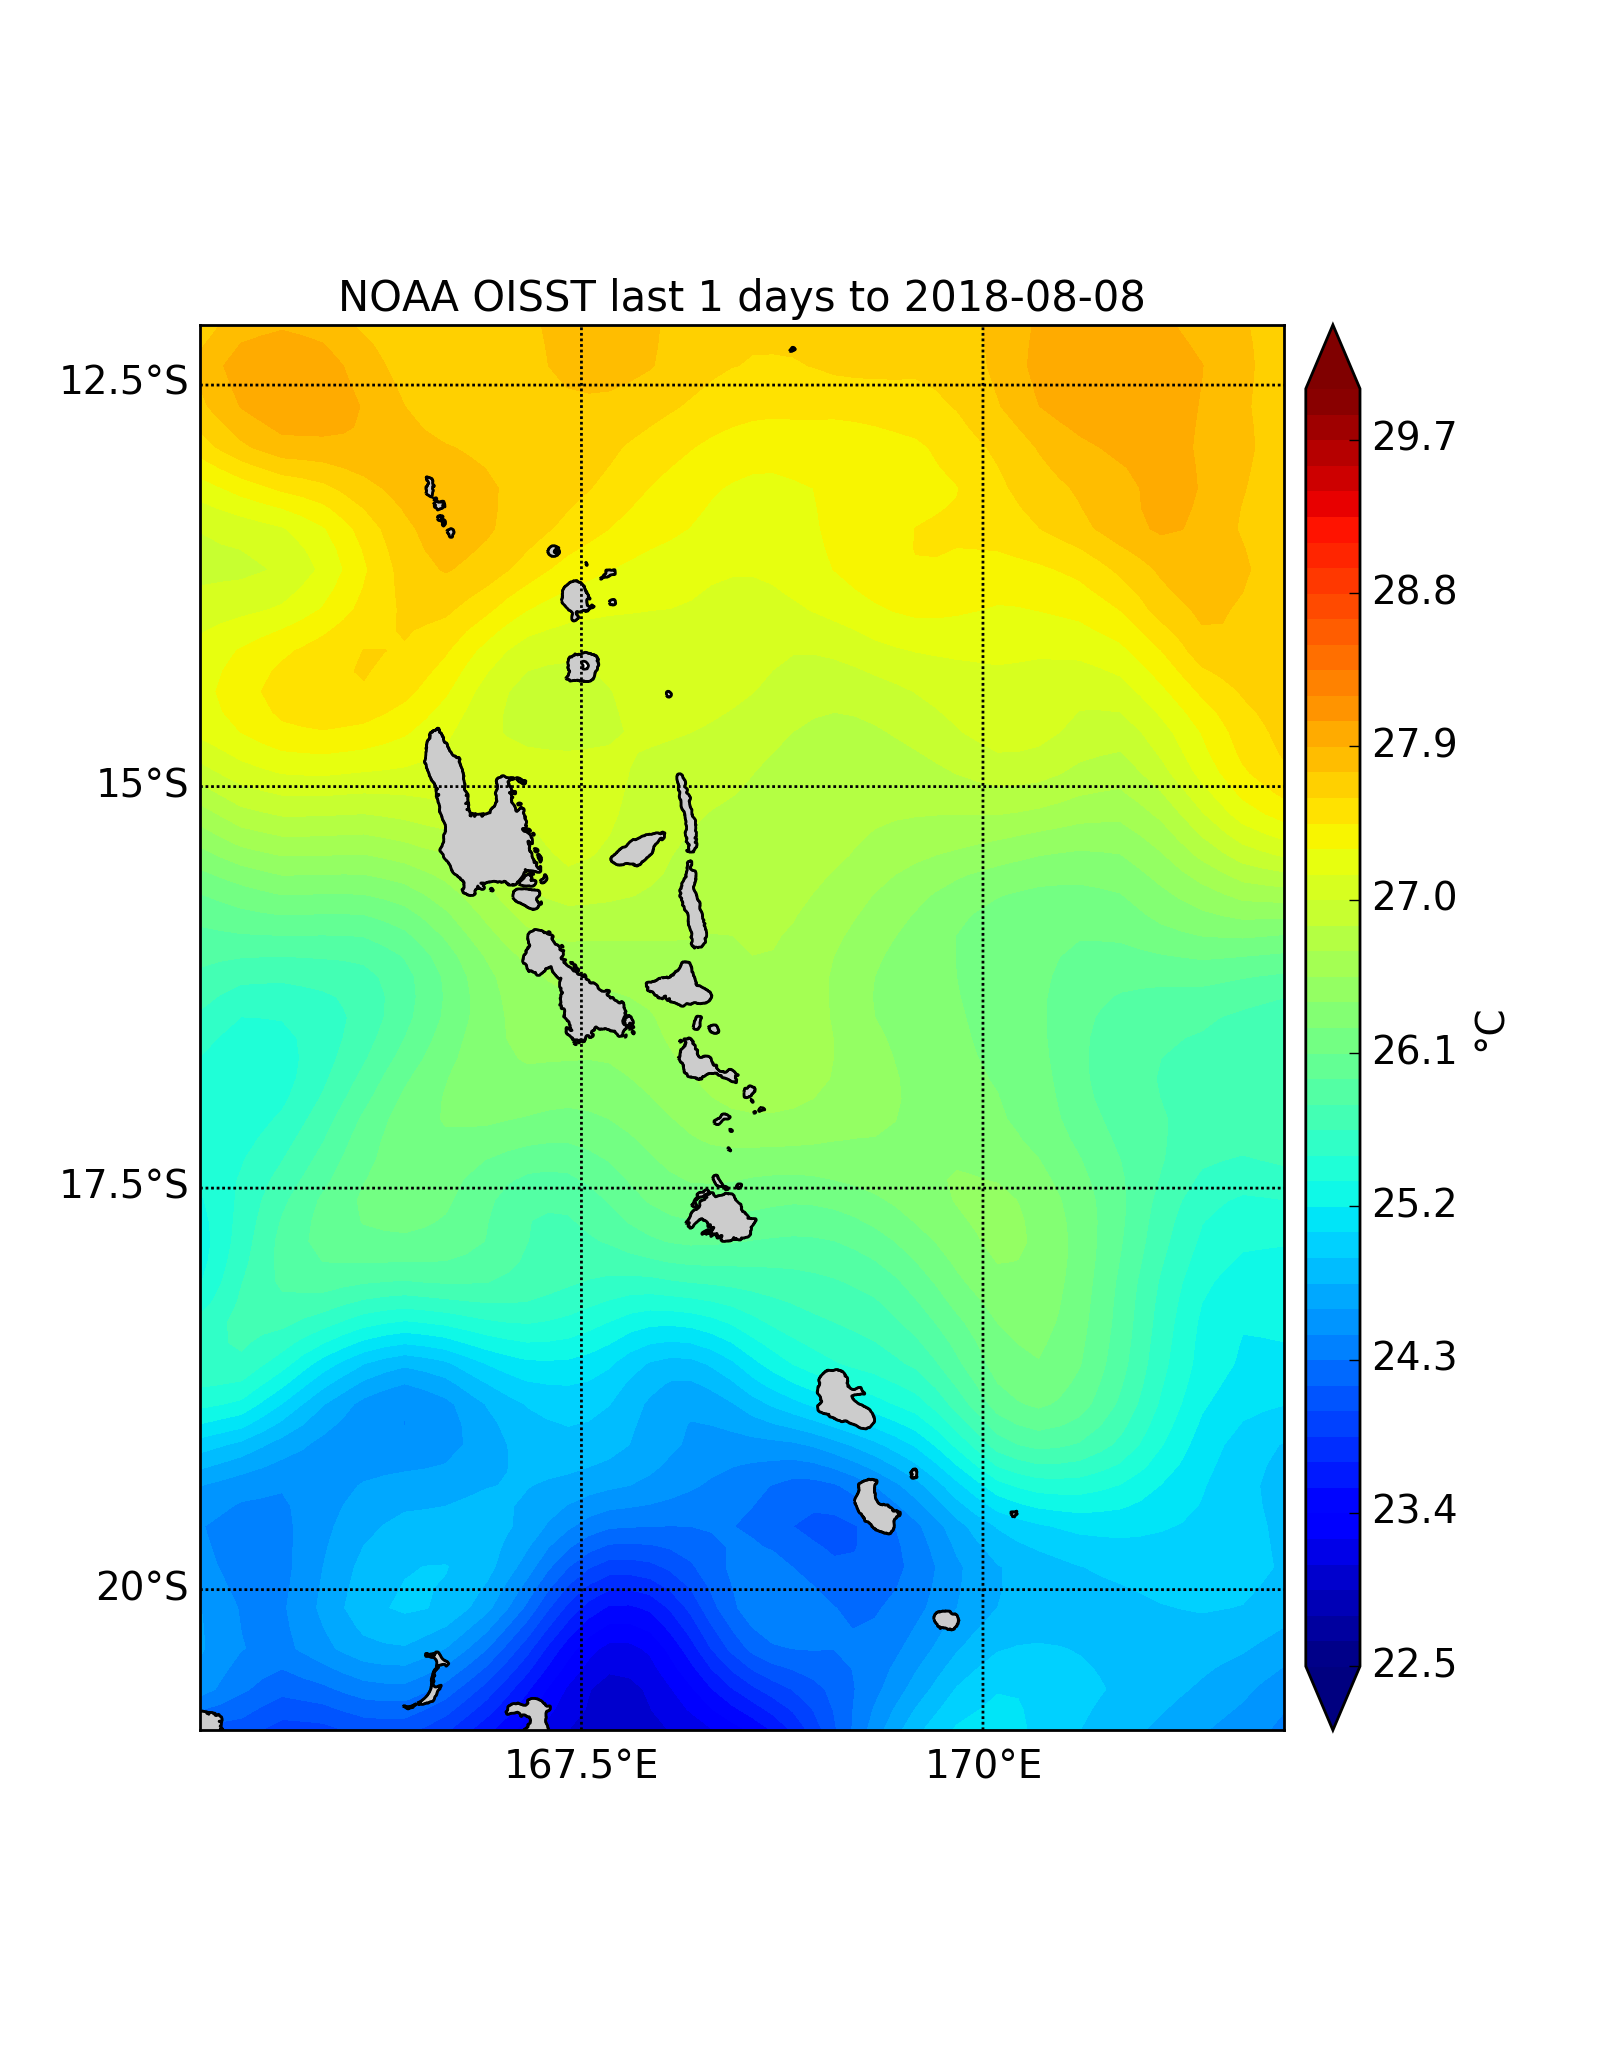 NOAA OISST last 1 days to 2018-08-08
12.5°S
15°S
17.5°S
20°S
167.5°E
170°E
29.7
28.8
27.9
27.0
26.1
25.2
24.3
23.4
22.5
°C